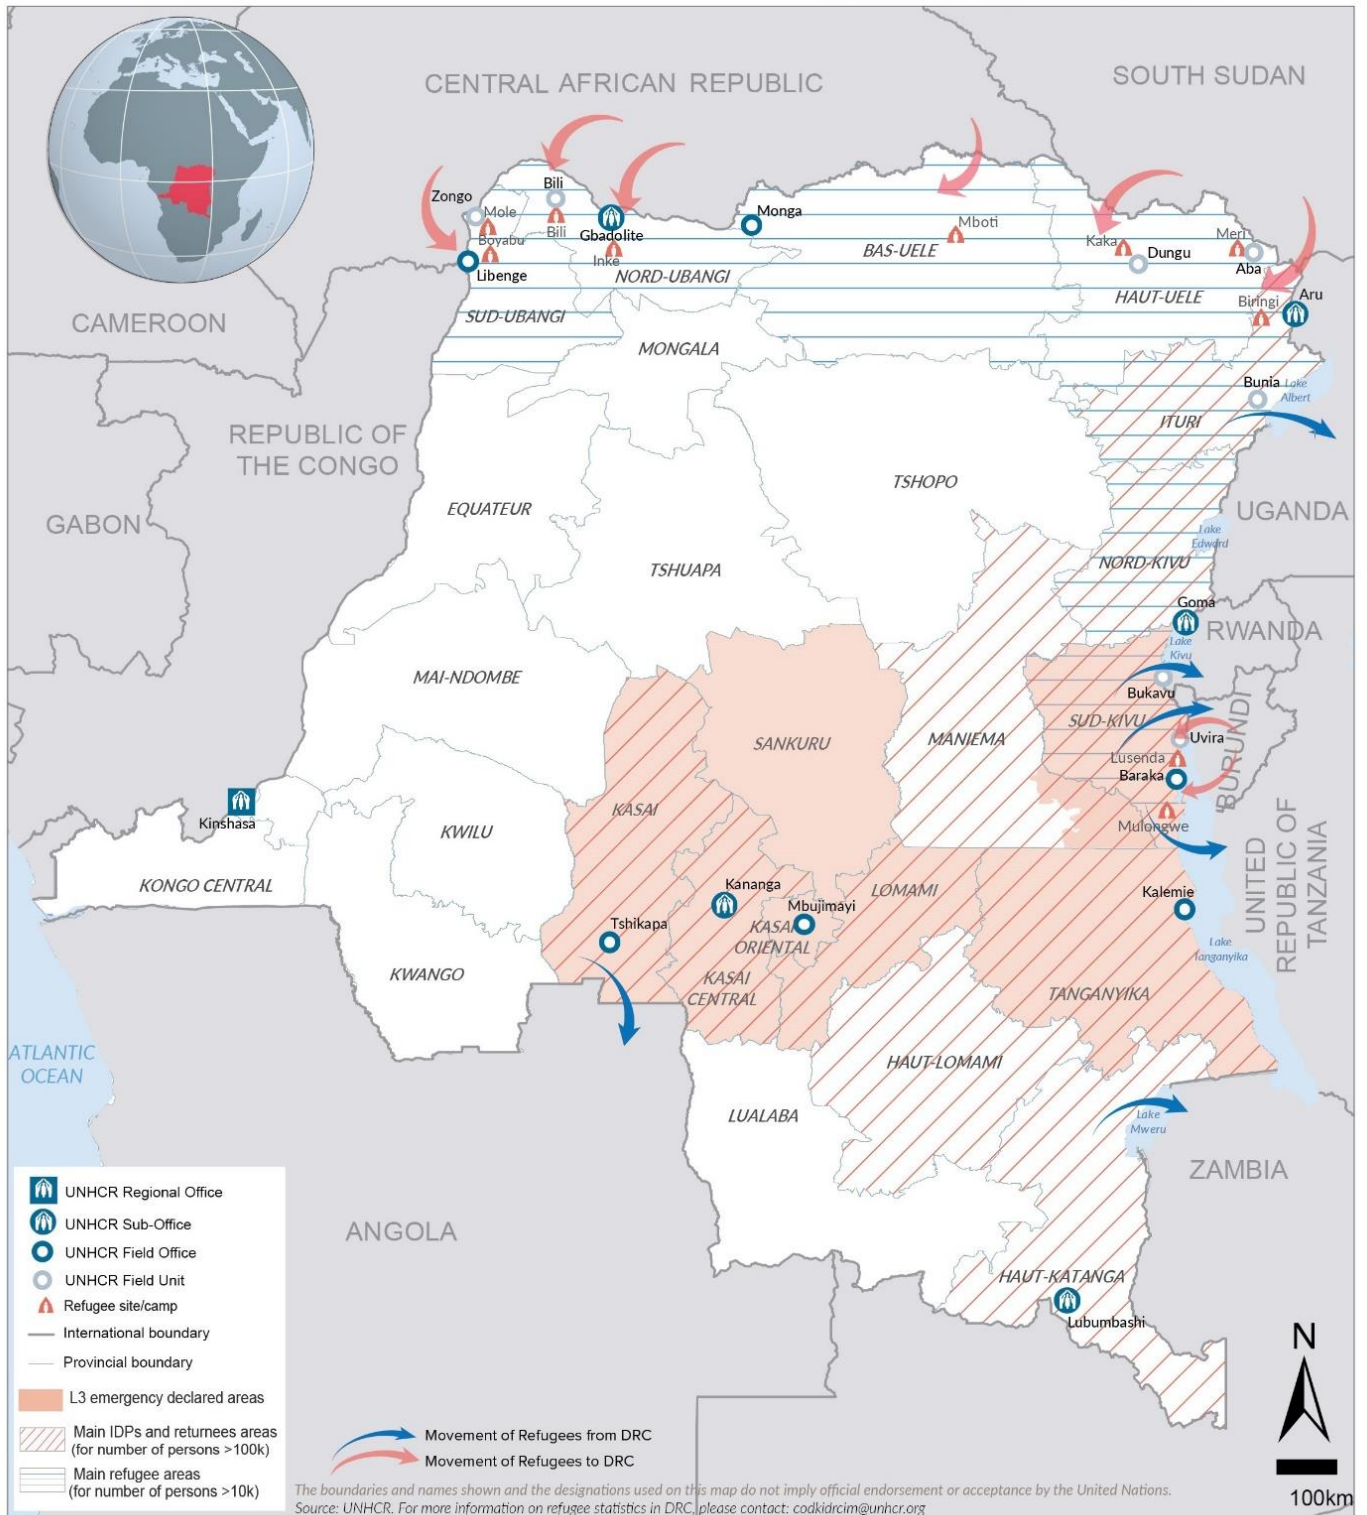 CENTRAL AFRICAN REPUBLIC
SOUTH SUDAN
Zongo
Bili
Mole
Bili
Boyabu
Gbadolite
Inke
Libenge
Monga
Mboti
Kaka
Meri
Dungu
Aba
BAS-UELE
NORD-UBANGI
SUD-UBANGI
HAUT-UELE
Biringi
Aru
CAMEROON
MONGALA
Bunia
Lake
Albert
ITURI
REPUBLIC OF
THE CONGO
TSHOPO
EQUATEUR
GABON
UGANDA
Lake
Edward
TSHUAPA
NORD-KIVU
Goma
RWANDA
Lake
Kivu
MAI-NDOMBE
Bukavu
SUD-KIVU
SANKURU
MANIEMA
Uvira
Lusenda
Baraka
BURUNDI
Kinshasa
KASAI
KWILU
Mulongwe
UNITED
REPUBLIC OF
TANZANIA
KONGO CENTRAL
Kananga
LOMAMI
Mbujimayi
Kalemie
Tshikapa
KASAI
ORIENTAL
Lake
Tanganyika
KWANGO
KASAI
CENTRAL
TANGANYIKA
ATLANTIC
OCEAN
HAUT-LOMAMI
LUALABA
Lake
Mweru
ZAMBIA
ANGOLA
HAUT-KATANGA
Lubumbashi
UNHCR Regional Office
UNHCR Sub-Office
UNHCR Field Office
UNHCR Field Unit
Refugee site/camp
International boundary
Provincial boundary
L3 emergency declared areas
Main IDPs and returnees areas
(for number of persons >100k)
Main refugee areas
(for number of persons >10k)
Movement of Refugees from DRC
Movement of Refugees to DRC
N
100km
The boundaries and names shown and the designations used on this map do not imply official endorsement or acceptance by the United Nations.
Source: UNHCR. For more information on refugee statistics in DRC, please contact: codkidrcim@unhcr.org